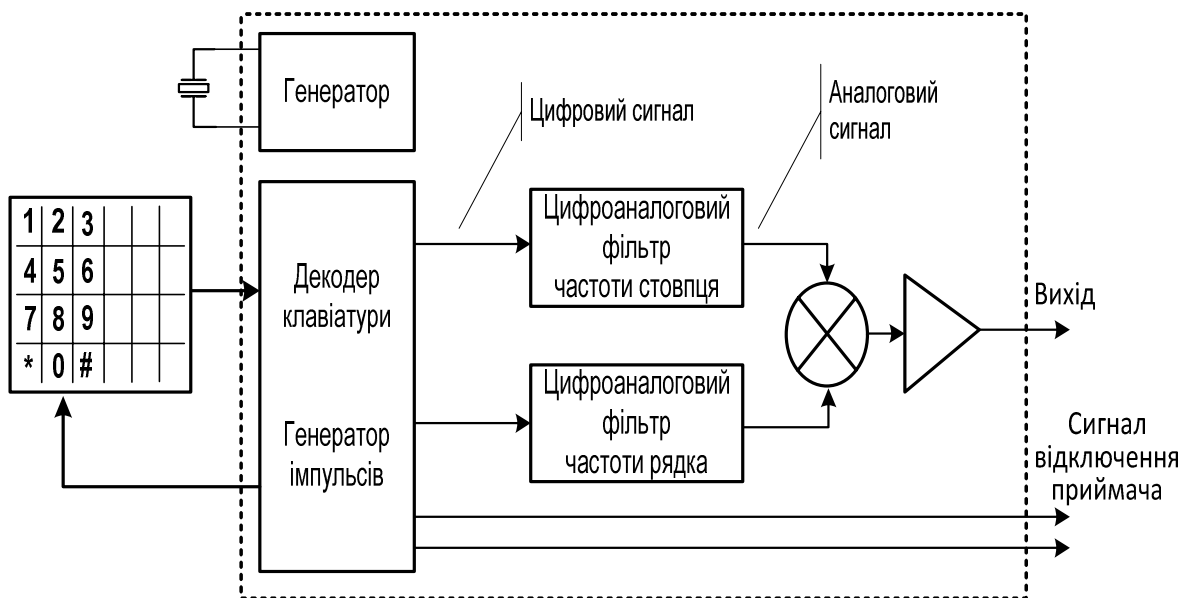 Генератор
Цифровий сигнал
Аналоговий
сигнал
1 2 3
4 5 6
7 8 9
* 0 #
Декодер
клавіатури
Генератор
імпульсів
Цифроаналоговий
фільтр
частоти стовпця
Цифроаналоговий
фільтр
частоти рядка
Вихід
Сигнал
відключення
приймача